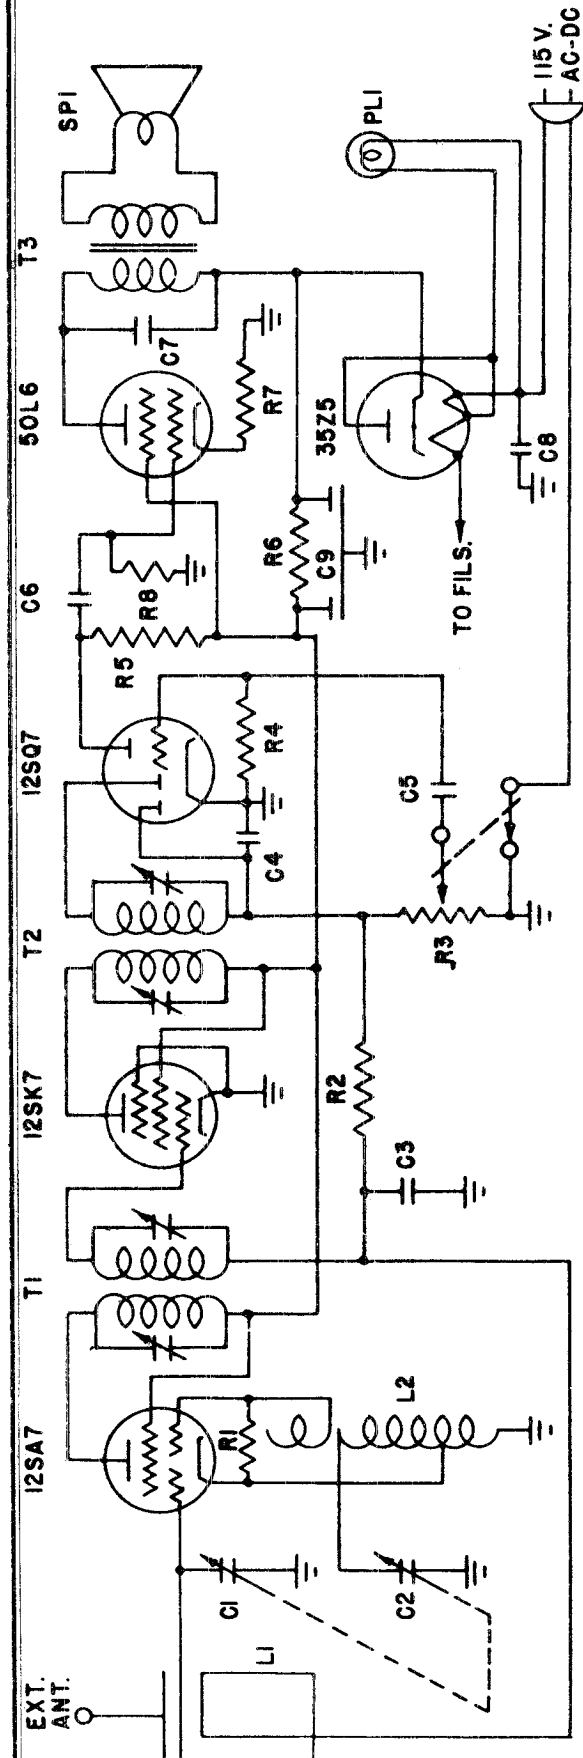 EXT.
ANT.
12SA7
T1
12SK7
T2
12SQ7
C6
50L6
T3
SP1
L1
C1
C2
R1
L2
C3
R2
C4
R4
R3
C5
R5
R8
R6
C9
C7
R7
35Z5
TO FILS.
C8
PL1
115 V.
AC-DC